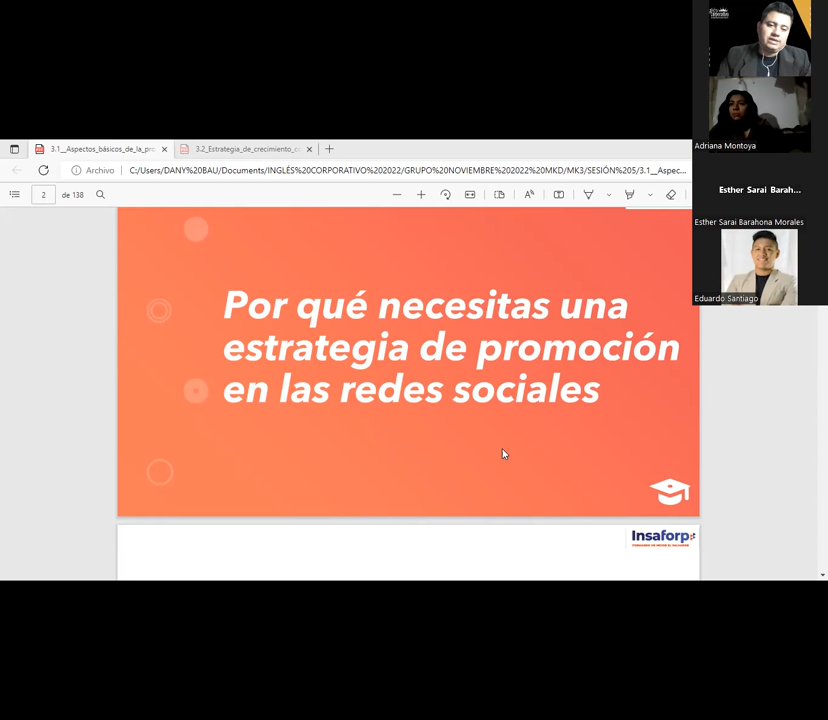 3.1__Aspectos_básicos_de_la_pro
3.2_Estrategia_de_crecimiento_c
Archivo
C:/Users/DANY%20BAU/Documents/INGLÉS%20CORPORATIVO%202022/GRUPO%20NOVIEMBRE%202022%20MKD/MK3/SESIÓN%205/3.1__Aspec...
2 de 138
Por qué necesitas una
estrategia de promoción
en las redes sociales
Insaforp
Adriana Montoya
Esther Sarai Barah...
Esther Sarai Barahona Morales
Eduardo Santiago